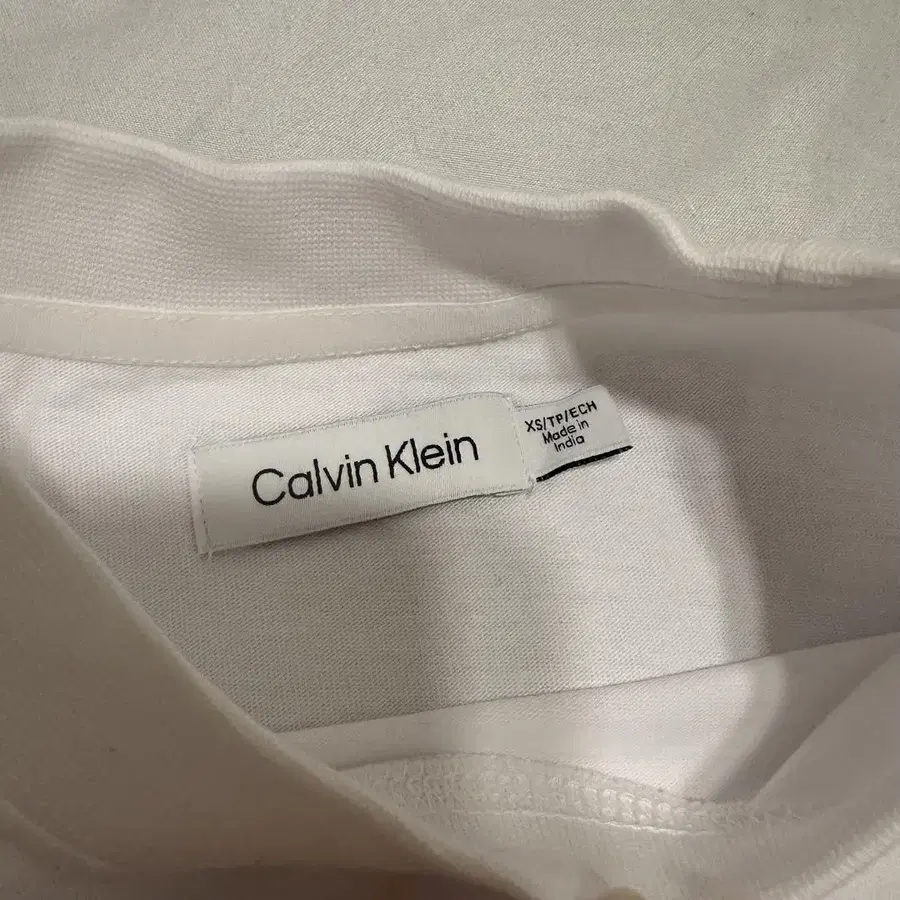 Calvin Klein
XS/TP/ECH
Made in
India